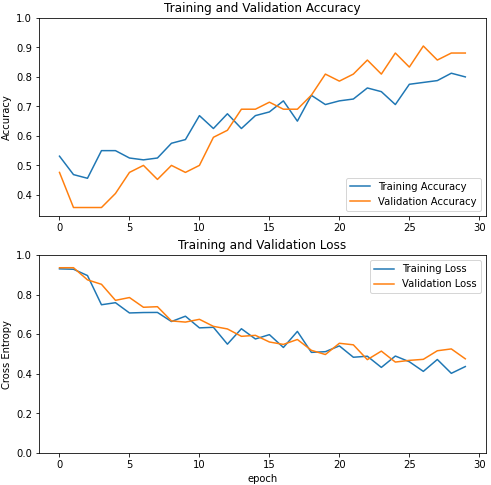 Training and Validation Accuracy
1.0
0.9
0.8
0.7
0.6
0.5
0.4
Accuracy
0 5 10 15 20 25 30
Training Accuracy
Validation Accuracy
Training and Validation Loss
1.0
0.8
0.6
0.4
0.2
0.0
Cross Entropy
Training Loss
Validation Loss
0 5 10 15 20 25 30
epoch